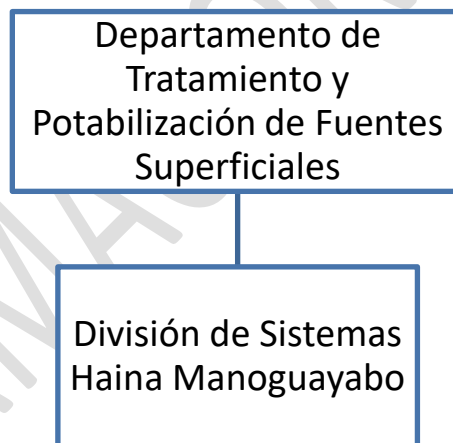 Departamento de
Tratamiento y
Potabilización de Fuentes
Superficiales
División de Sistemas
Haina Manoguayabo